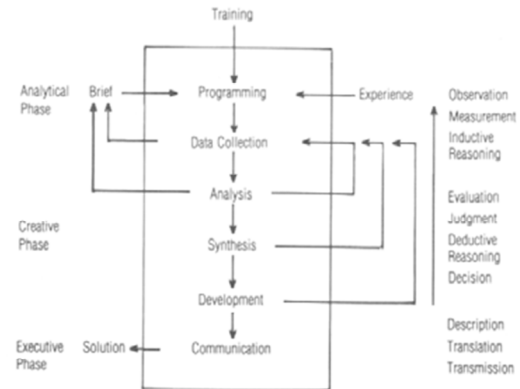 Training
Analytical Phase
Brief
Programming
Experience
Observation
Measurement
Inductive
Reasoning
Data Collection
Analysis
Evaluation
Judgment
Deductive
Reasoning
Decision
Creative
Phase
Synthesis
Development
Description
Translation
Transmission
Executive
Phase
Solution
Communication